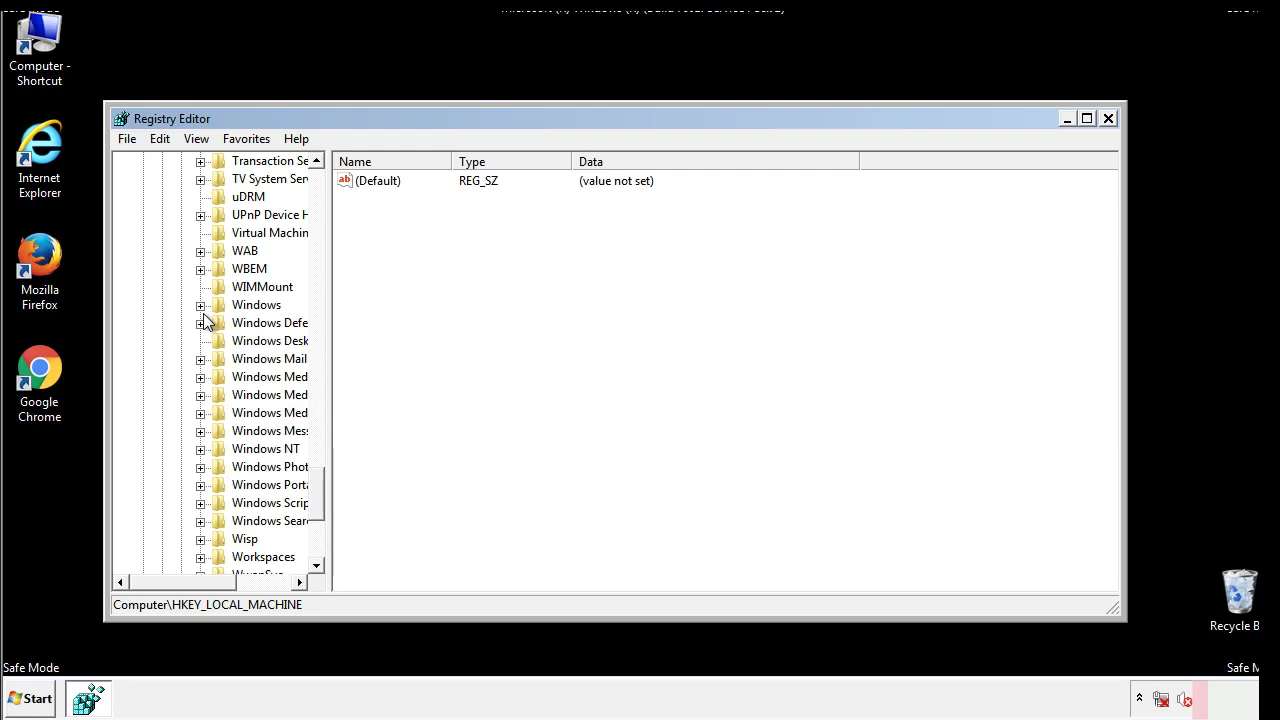 Computer -
Shortcut
Internet
Explorer
Mozilla
Firefox
Google
Chrome
Registry Editor
File Edit View Favorites Help
Transaction Se
TV System Serv
uDRM
UPnP Device H
Virtual Machin
WAB
WBEM
WIMMount
Windows
Windows Defe
Windows Desk
Windows Mail
Windows Med
Windows Med
Windows Med
Windows Mess
Windows NT
Windows Phot
Windows Porta
Windows Scrip
Windows Sear
Wisp
Workspaces
Name Type Data
(Default) REG_SZ (value not set)
Computer\HKEY_LOCAL_MACHINE
Recycle B
Safe Mode
Safe M
Start